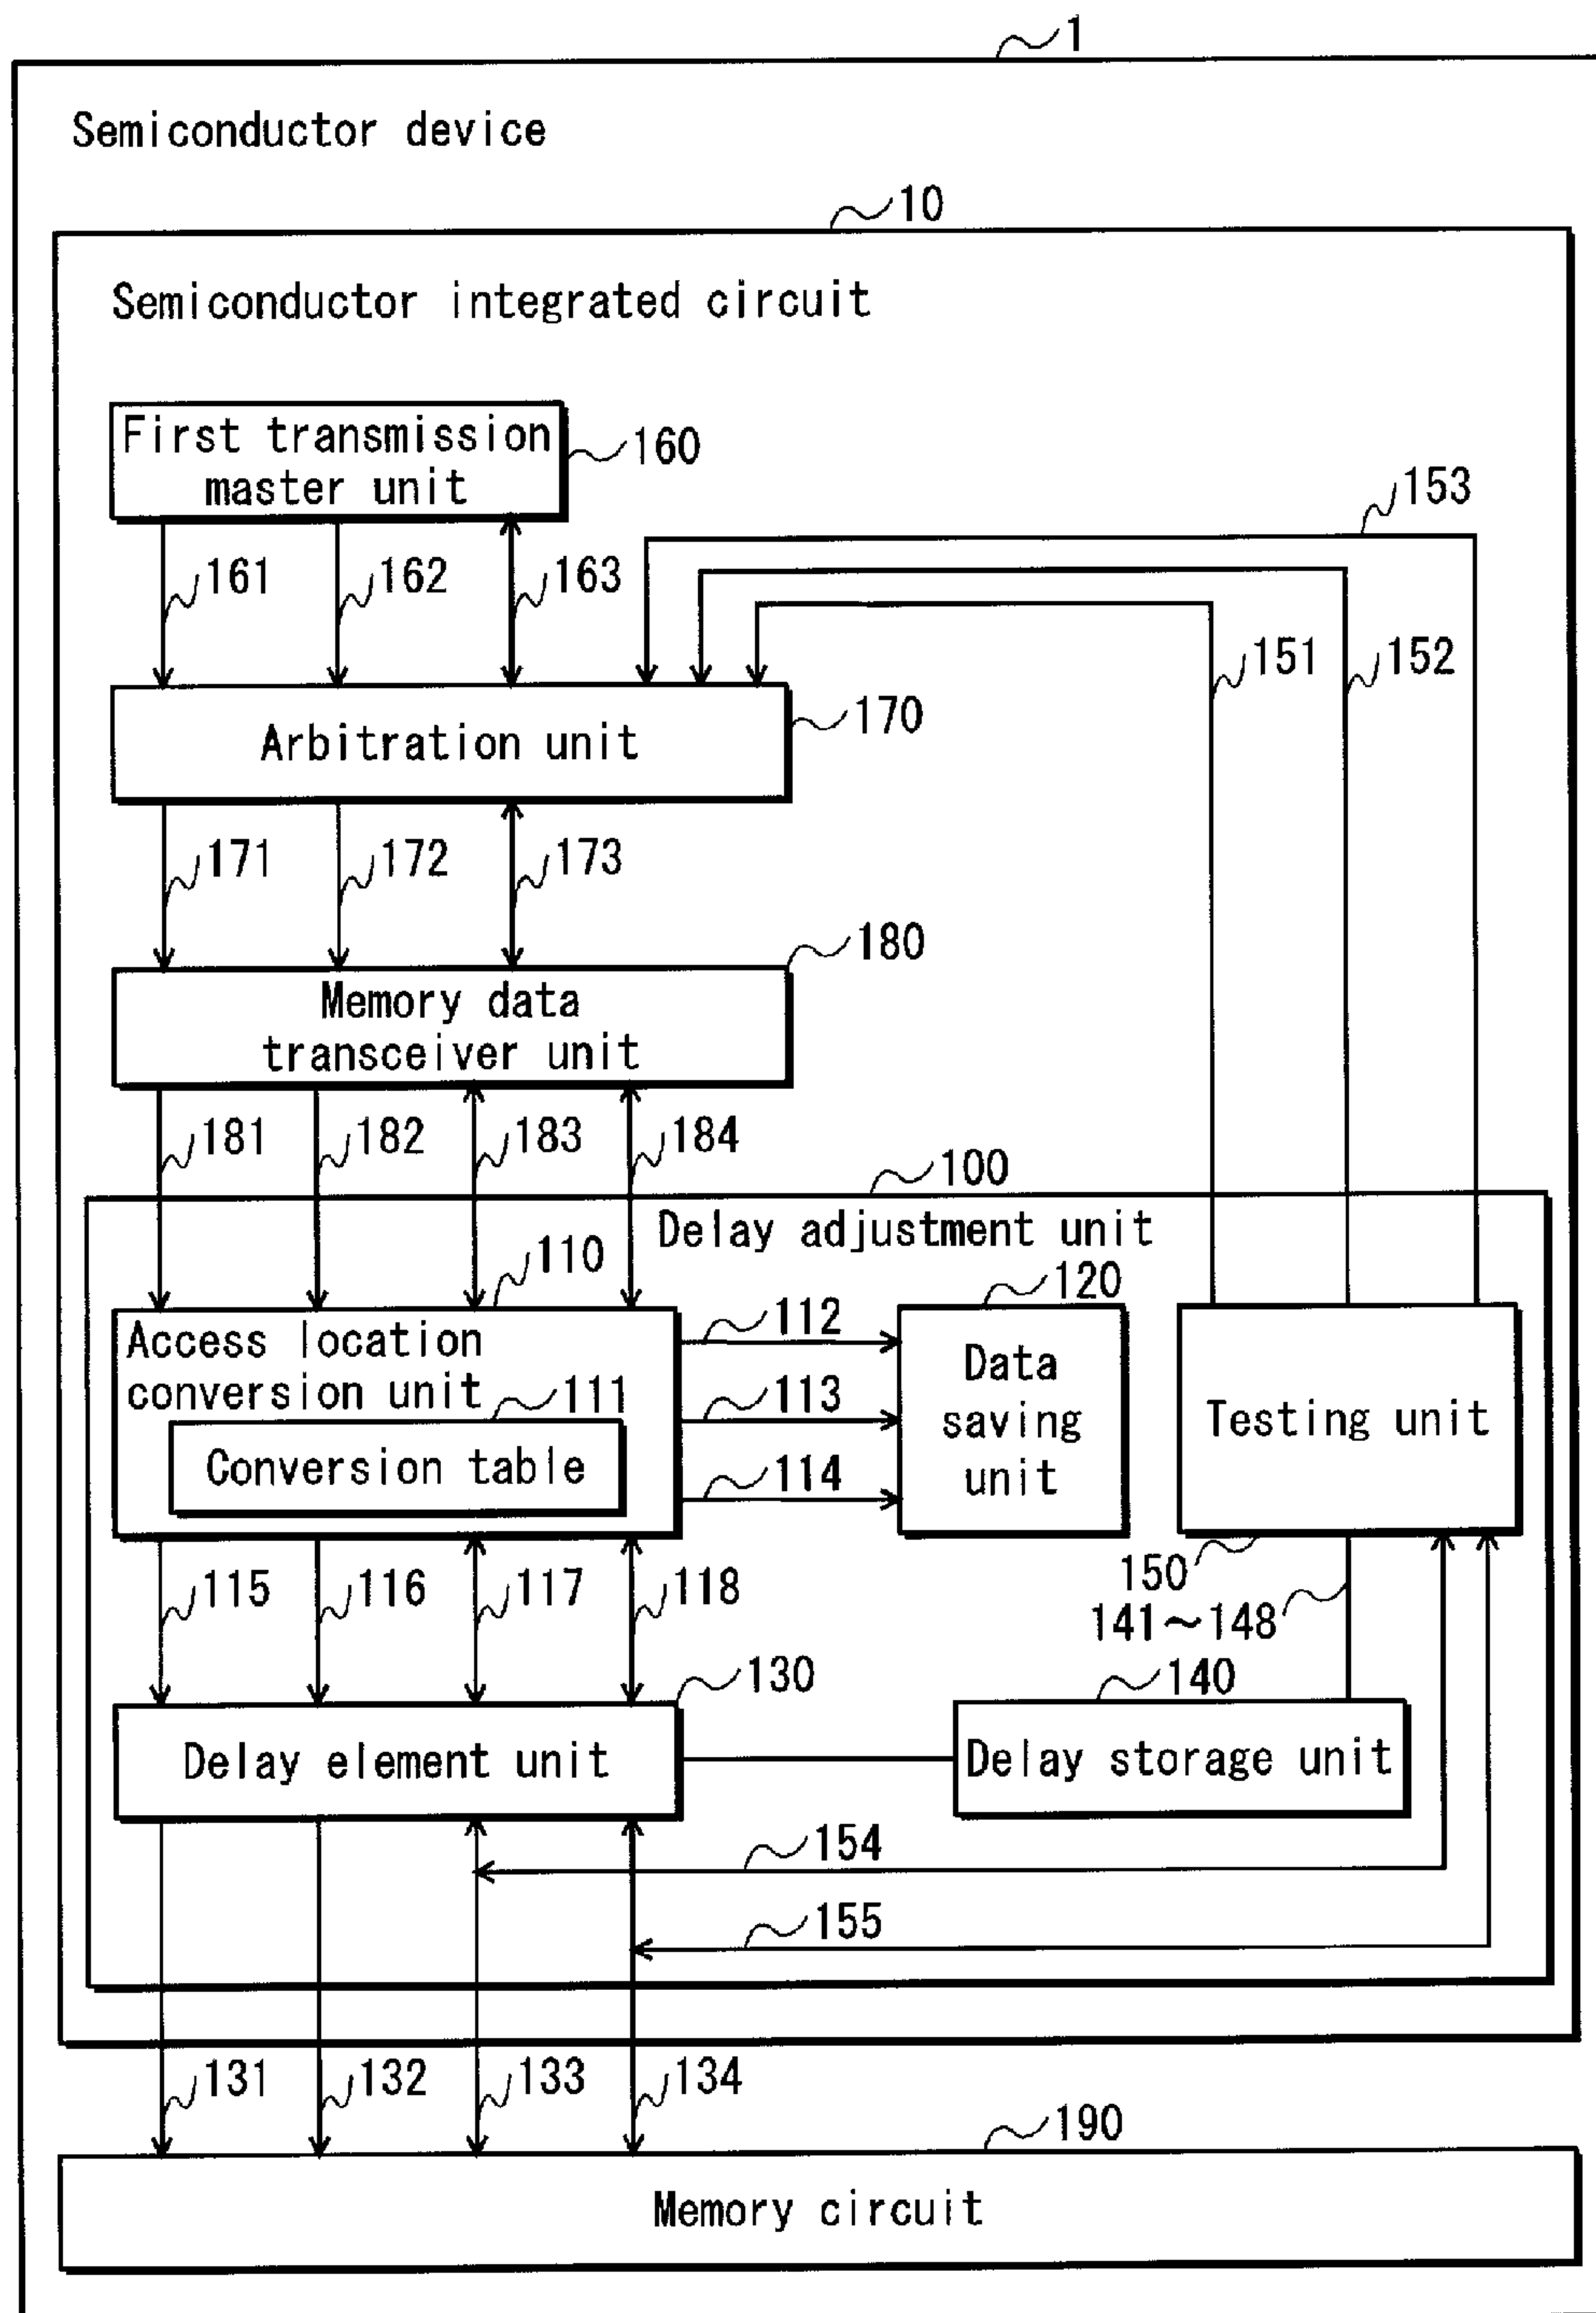 1
Semiconductor device
10
Semiconductor integrated circuit
First transmission
master unit
160
153
161
162
163
151
152
Arbitration unit
170
171
172
173
180
Memory data
transceiver unit
181
182
183
184
100
Delay adjustment unit
110
120
Access location
conversion unit
111
Conversion table
112
113
114
Data
saving
unit
Testing unit
150
141～148
115
116
117
118
130
140
Delay element unit
Delay storage unit
154
155
131
132
133
134
190
Memory circuit